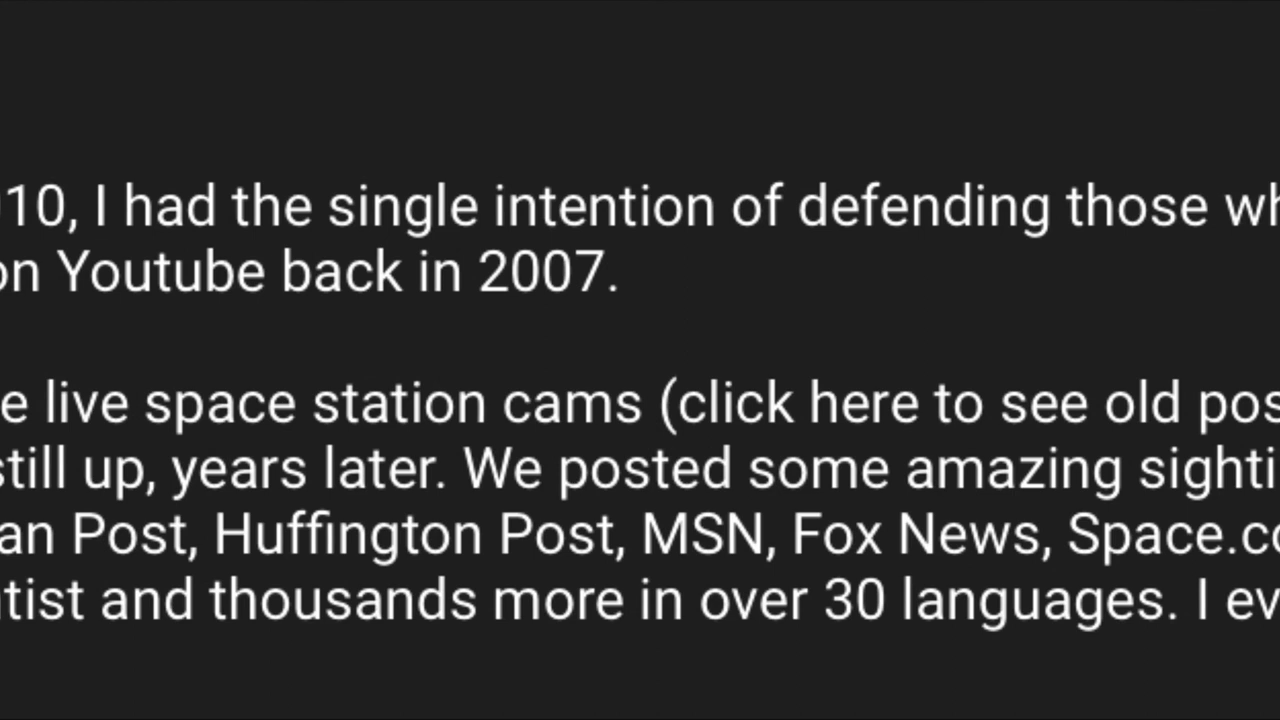 10, I had the single intention of defending those wh
on Youtube back in 2007.
e live space station cams (click here to see old pos
still up, years later. We posted some amazing sighti
an Post, Huffington Post, MSN, Fox News, Space.co
tist and thousands more in over 30 languages. I ev